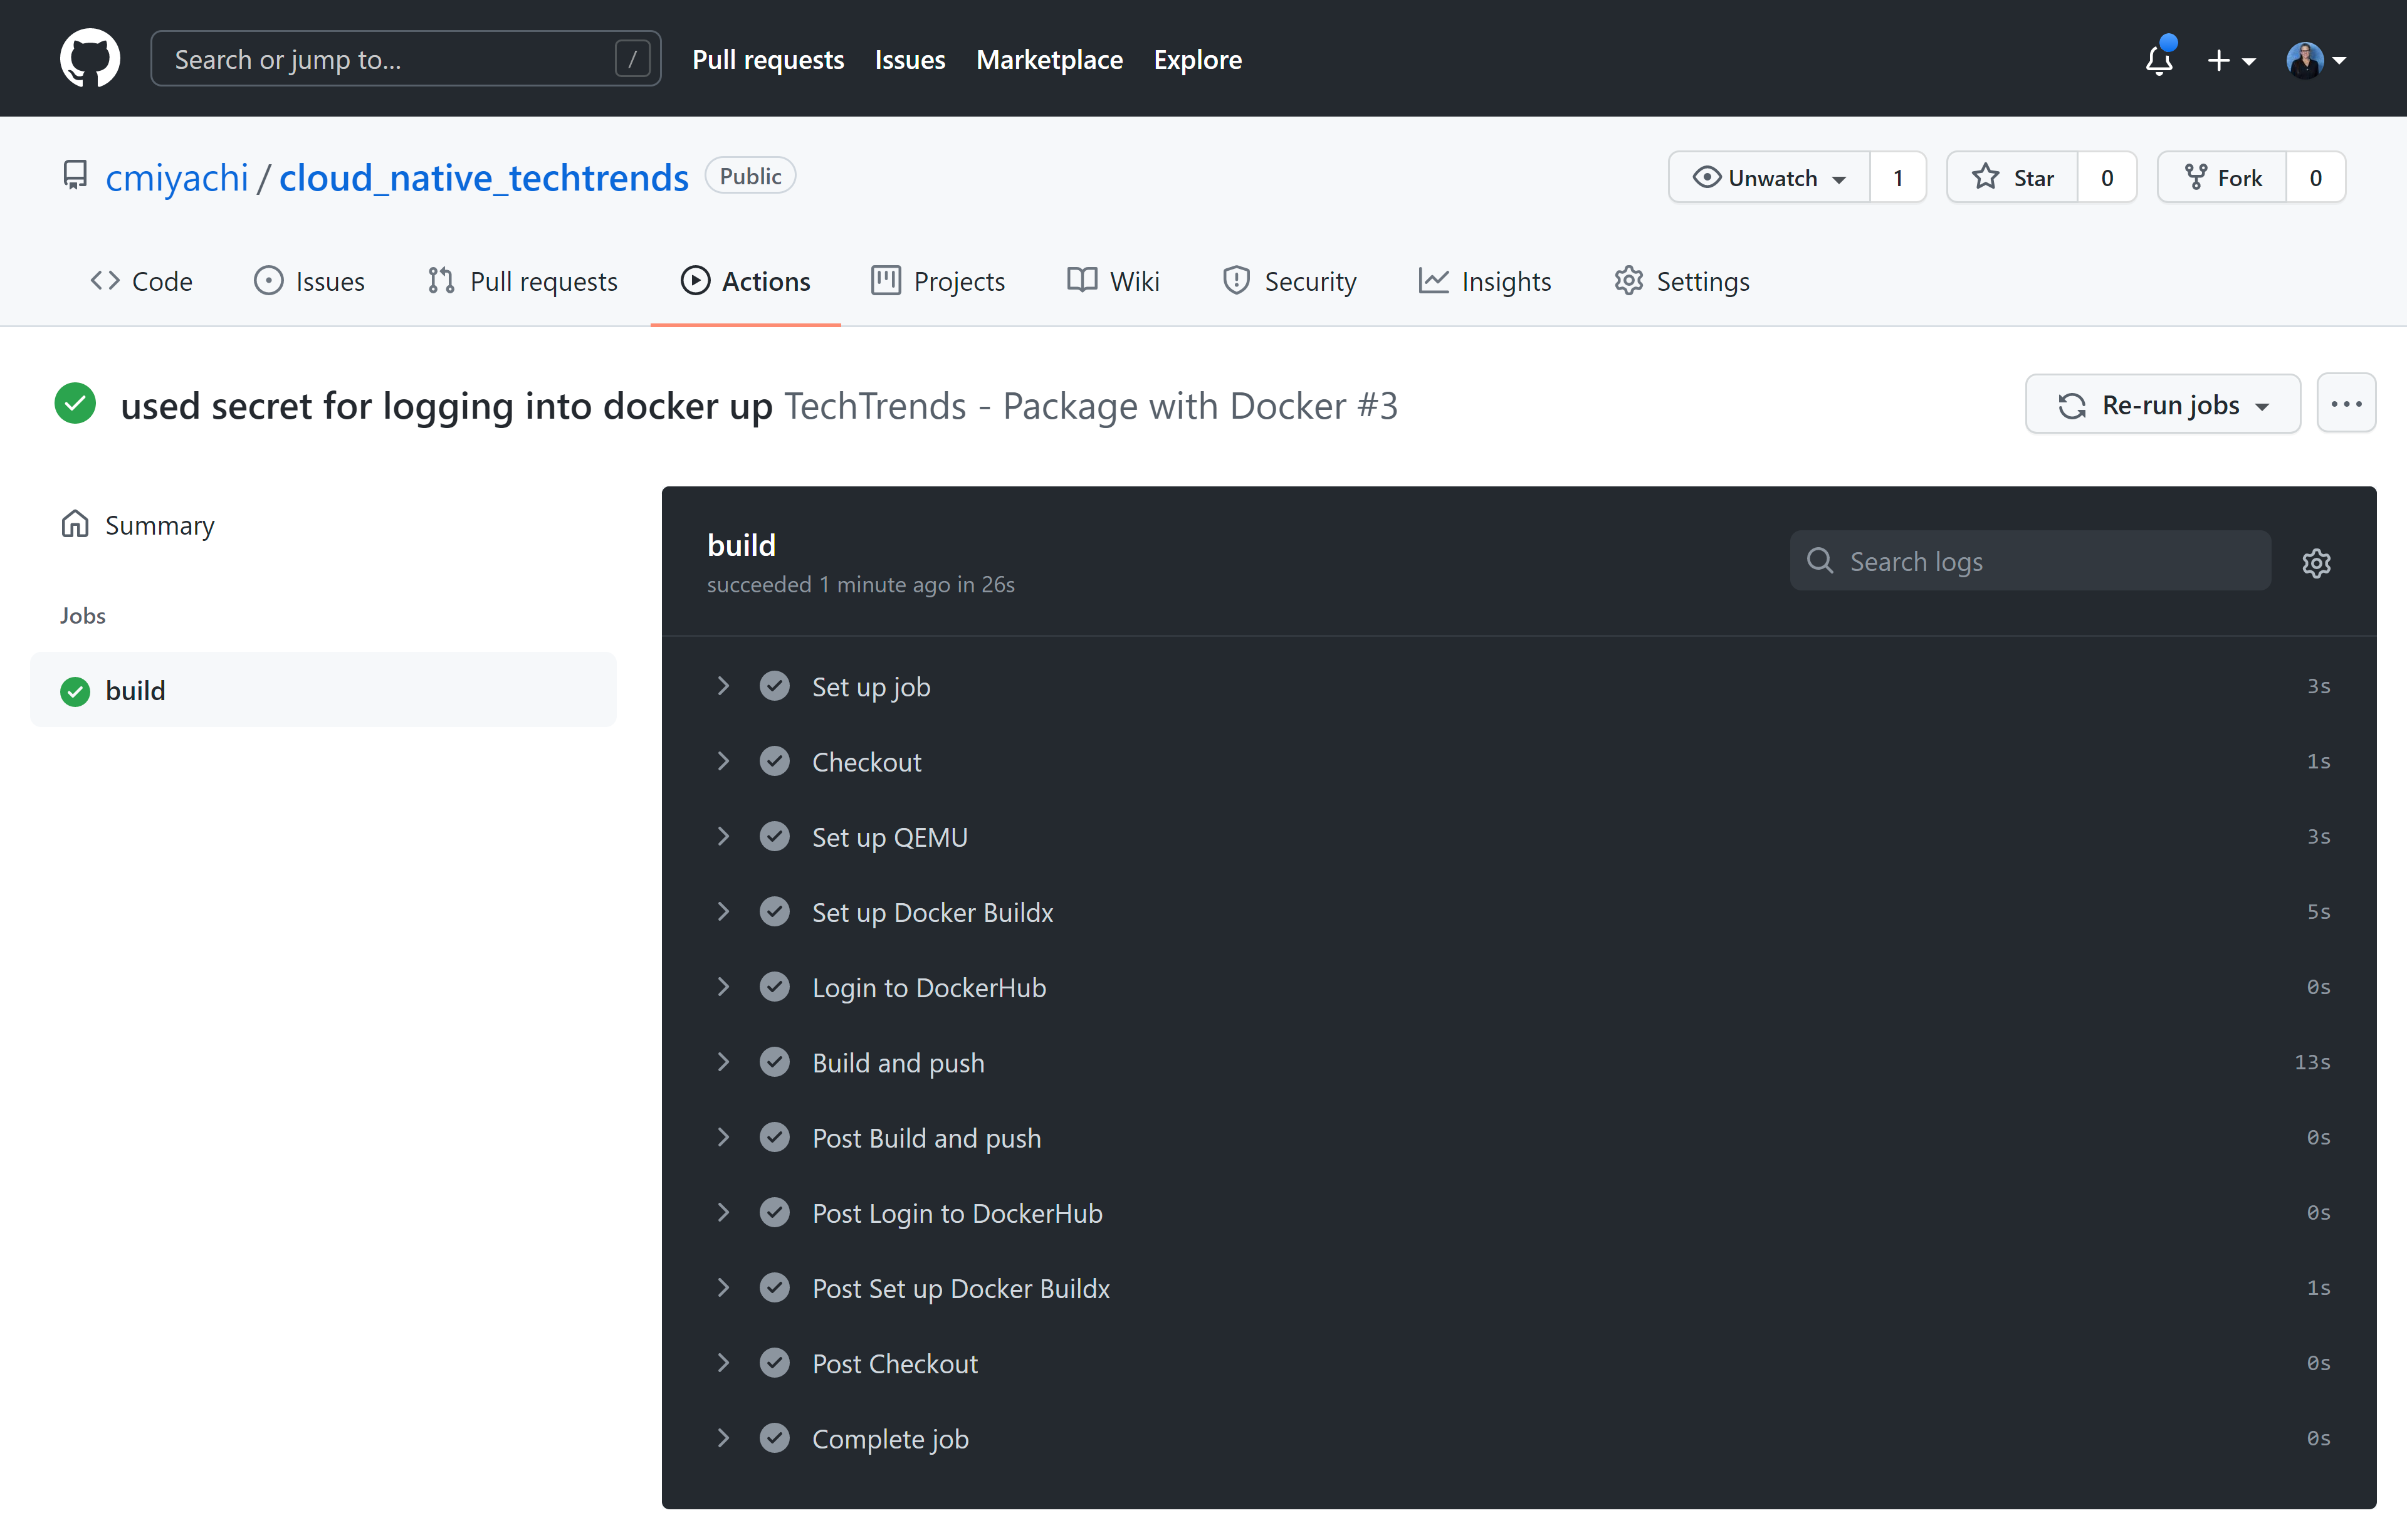 Search or jump to... /
Pull requests Issues Marketplace Explore
cmiyachi / cloud_native_techtrends Public
Unwatch 1 Star 0 Fork 0
Code Issues Pull requests Actions Projects Wiki Security Insights Settings
used secret for logging into docker up TechTrends - Package with Docker #3
Re-run jobs
Summary
Jobs
build
build
succeeded 1 minute ago in 26s
Search logs
Set up job 3s
Checkout 1s
Set up QEMU 3s
Set up Docker Buildx 5s
Login to DockerHub 0s
Build and push 13s
Post Build and push 0s
Post Login to DockerHub 0s
Post Set up Docker Buildx 1s
Post Checkout 0s
Complete job 0s